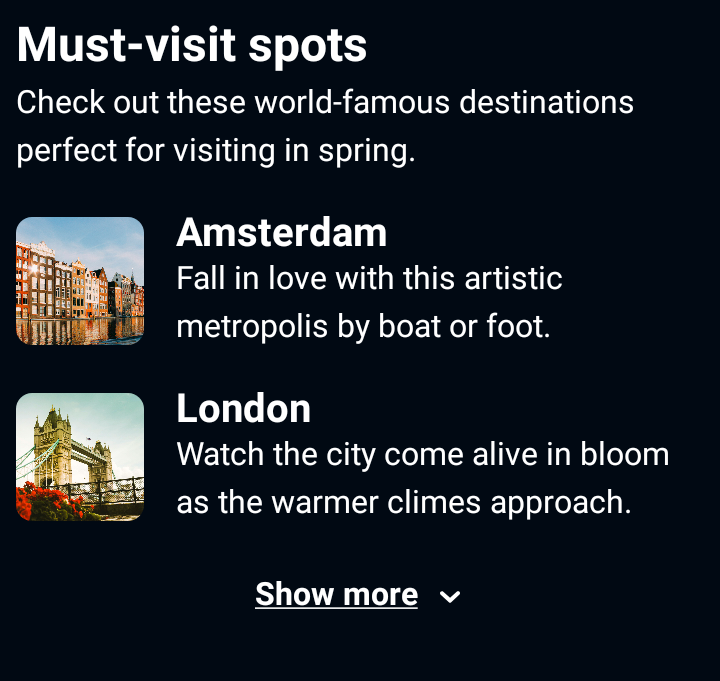 Must-visit spots
Check out these world-famous destinations
perfect for visiting in spring.
Amsterdam
Fall in love with this artistic
metropolis by boat or foot.
London
Watch the city come alive in bloom
as the warmer climes approach.
Show more